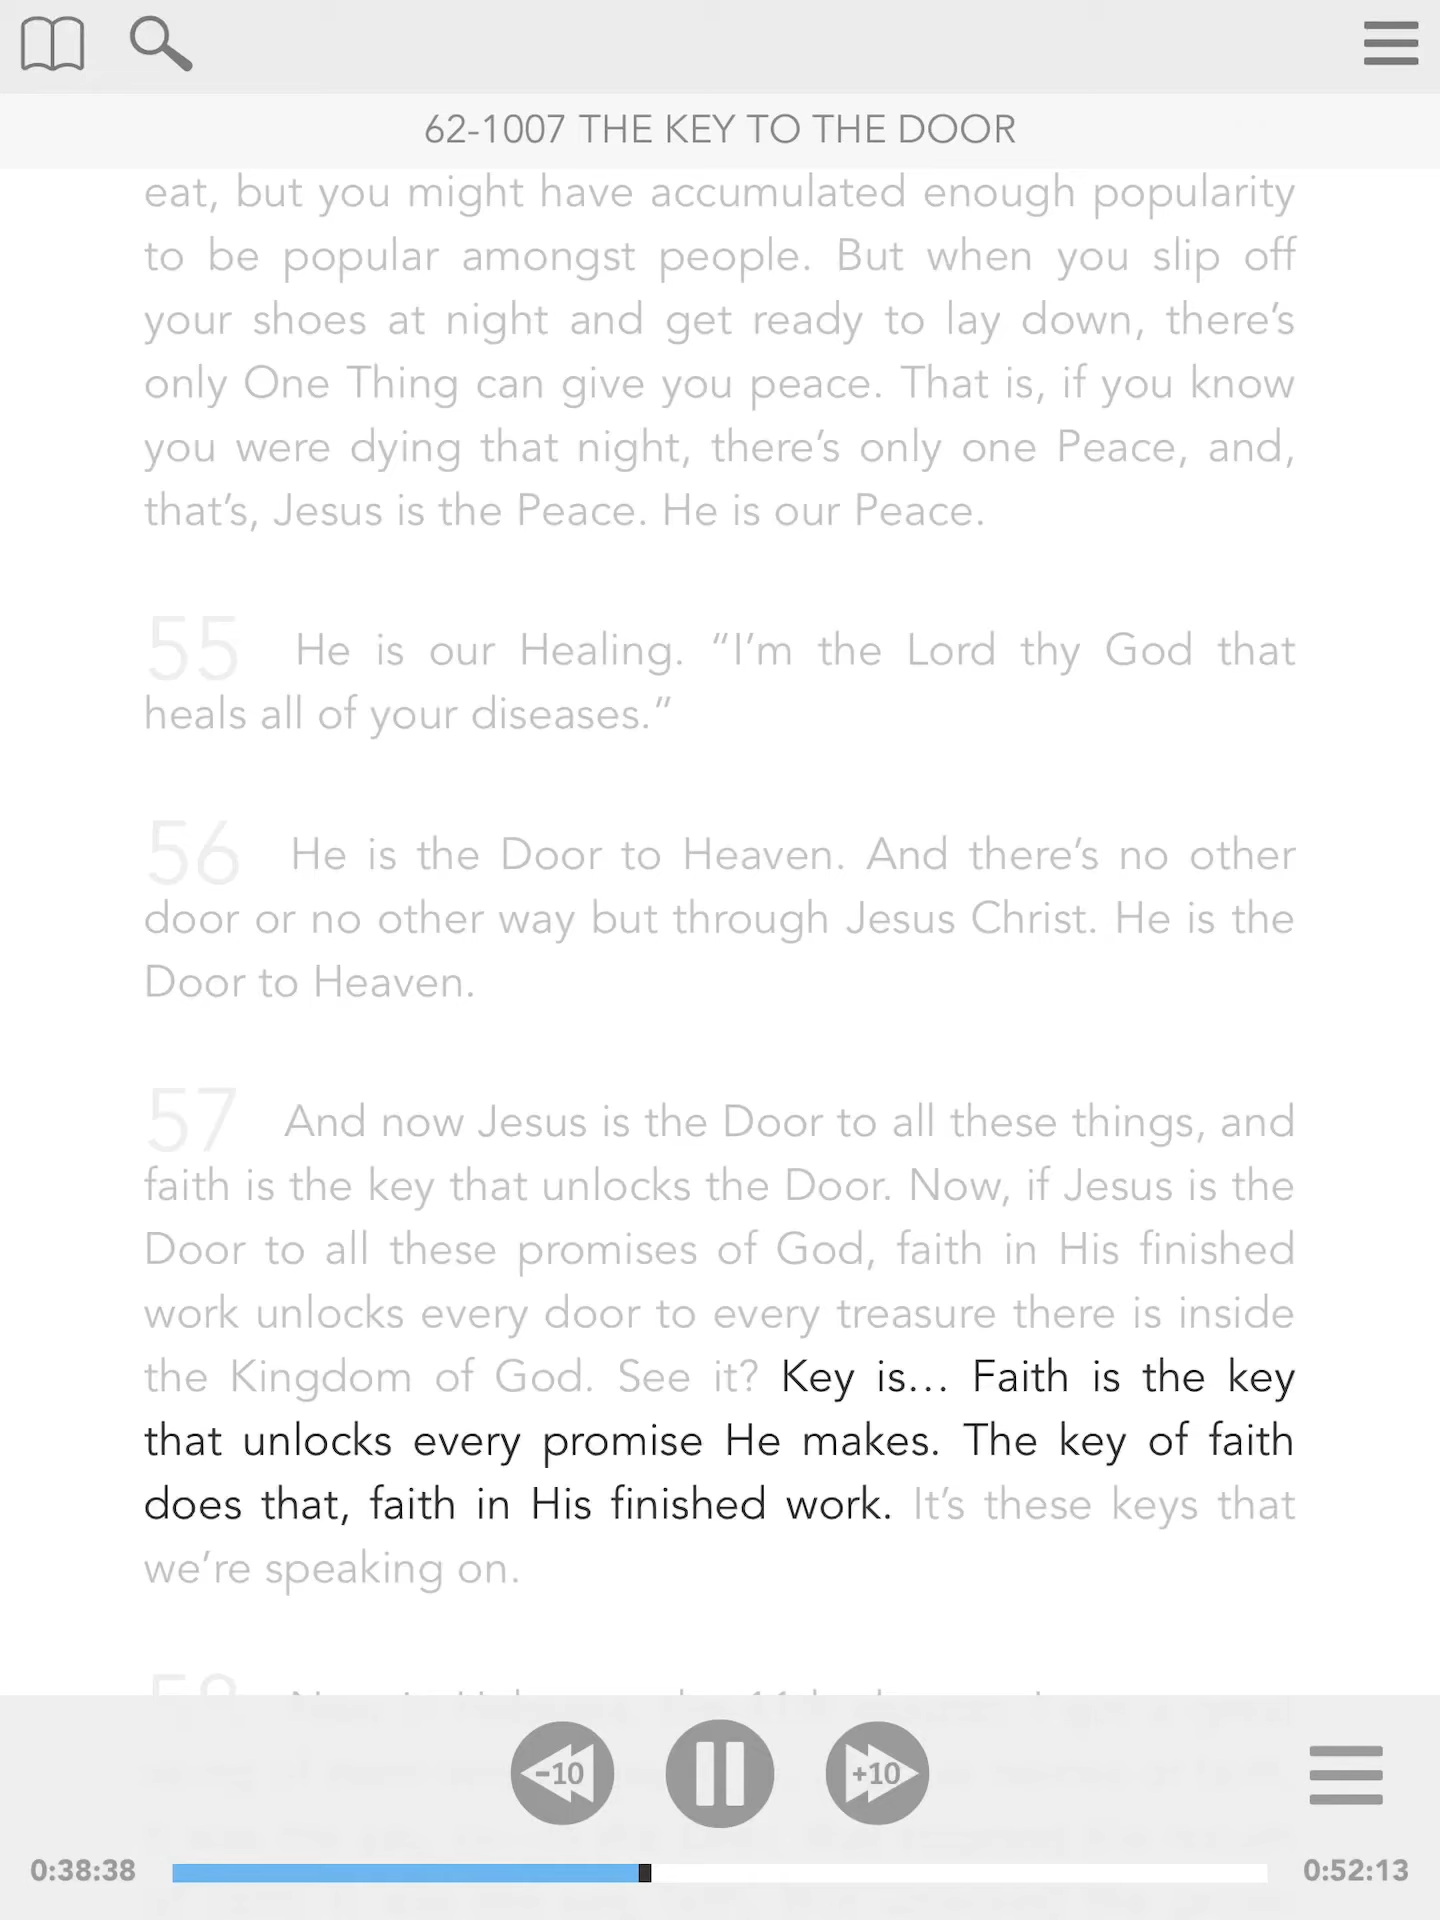 62-1007 THE KEY TO THE DOOR
eat, but you might have accumulated enough popularity
to be popular amongst people. But when you slip off
your shoes at night and get ready to lay down, there’s
only One Thing can give you peace. That is, if you know
you were dying that night, there’s only one Peace, and,
that’s, Jesus is the Peace. He is our Peace.
55 He is our Healing. “I’m the Lord thy God that
heals all of your diseases.”
56 He is the Door to Heaven. And there’s no other
door or no other way but through Jesus Christ. He is the
Door to Heaven.
57 And now Jesus is the Door to all these things, and
faith is the key that unlocks the Door. Now, if Jesus is the
Door to all these promises of God, faith in His finished
work unlocks every door to every treasure there is inside
the Kingdom of God. See it? Key is… Faith is the key
that unlocks every promise He makes. The key of faith
does that, faith in His finished work. It’s these keys that
we’re speaking on.
58
-10 +10
0:38:38 0:52:13